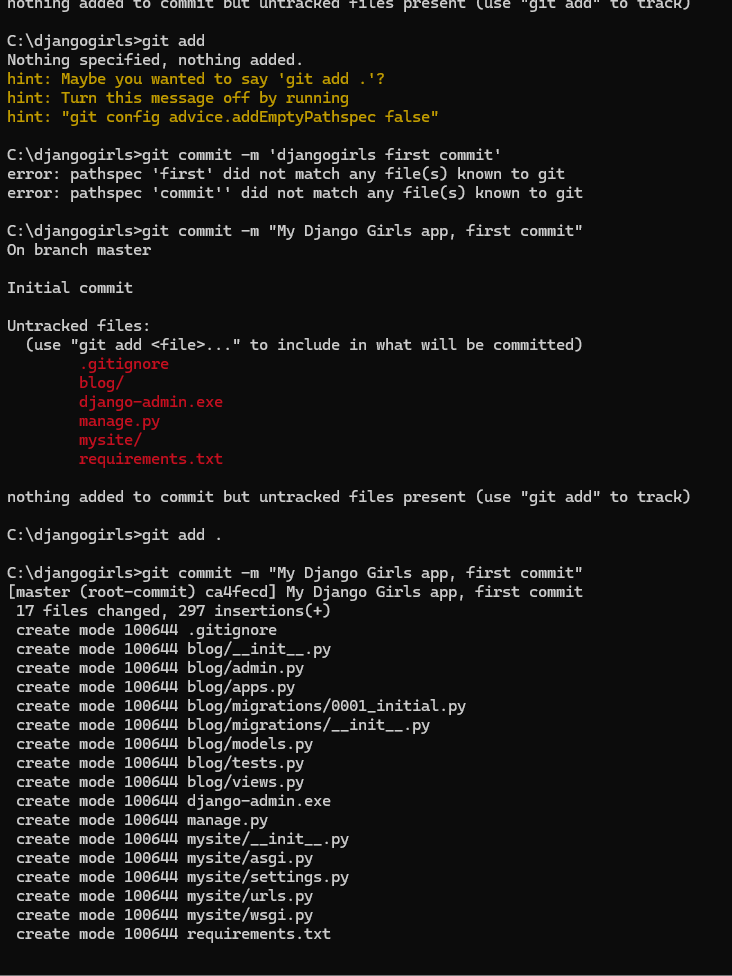 nothing added to commit but untracked files present (use "git add" to track)
C:\djangogirls>git add
Nothing specified, nothing added.
hint: Maybe you wanted to say 'git add .'?
hint: Turn this message off by running
hint: "git config advice.addEmptyPathspec false"
C:\djangogirls>git commit -m 'djangogirls first commit'
error: pathspec 'first' did not match any file(s) known to git
error: pathspec 'commit'' did not match any file(s) known to git
C:\djangogirls>git commit -m "My Django Girls app, first commit"
On branch master
Initial commit
Untracked files:
  (use "git add <file>..." to include in what will be committed)
        .gitignore
        blog/
        django-admin.exe
        manage.py
        mysite/
        requirements.txt
nothing added to commit but untracked files present (use "git add" to track)
C:\djangogirls>git add .
C:\djangogirls>git commit -m "My Django Girls app, first commit"
[master (root-commit) ca4fecd] My Django Girls app, first commit
 17 files changed, 297 insertions(+)
 create mode 100644 .gitignore
 create mode 100644 blog/__init__.py
 create mode 100644 blog/admin.py
 create mode 100644 blog/apps.py
 create mode 100644 blog/migrations/0001_initial.py
 create mode 100644 blog/migrations/__init__.py
 create mode 100644 blog/models.py
 create mode 100644 blog/tests.py
 create mode 100644 blog/views.py
 create mode 100644 django-admin.exe
 create mode 100644 manage.py
 create mode 100644 mysite/__init__.py
 create mode 100644 mysite/asgi.py
 create mode 100644 mysite/settings.py
 create mode 100644 mysite/urls.py
 create mode 100644 mysite/wsgi.py
 create mode 100644 requirements.txt